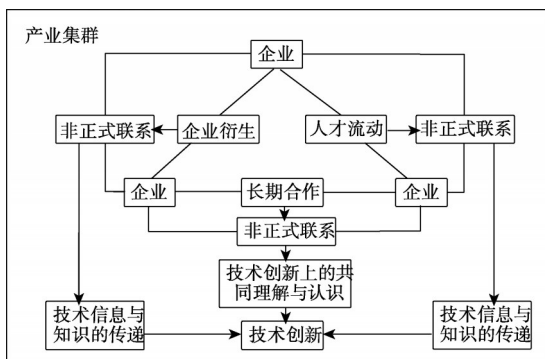 产业集群
企业
非正式联系
企业衍生
人才流动
非正式联系
企业
长期合作
企业
非正式联系
技术创新上的共
同理解与认识
技术信息与
知识的传递
技术创新
技术信息与
知识的传递